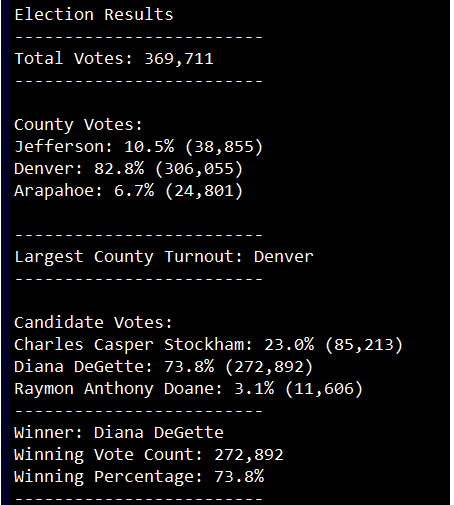 Election Results
-------------------------
Total Votes: 369,711
-------------------------
County Votes:
Jefferson: 10.5% (38,855)
Denver: 82.8% (306,055)
Arapahoe: 6.7% (24,801)
-------------------------
Largest County Turnout: Denver
-------------------------
Candidate Votes:
Charles Casper Stockham: 23.0% (85,213)
Diana DeGette: 73.8% (272,892)
Raymon Anthony Doane: 3.1% (11,606)
-------------------------
Winner: Diana DeGette
Winning Vote Count: 272,892
Winning Percentage: 73.8%
-------------------------